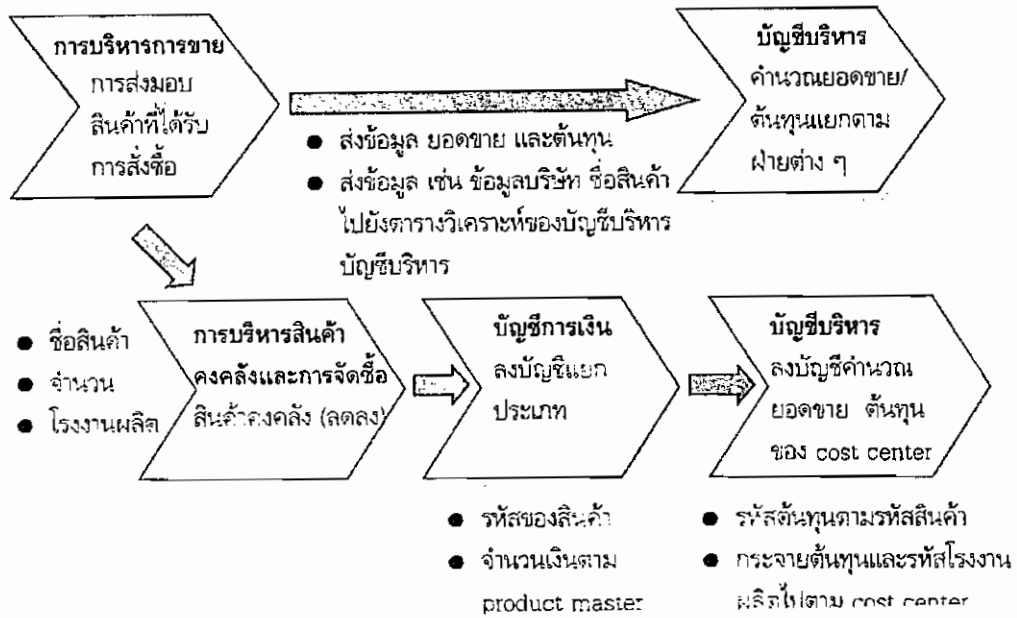 การบริหารการขาย
การส่งมอบ
สินค้าที่ได้รับ
การสั่งซื้อ
● ส่งข้อมูล ยอดขาย และต้นทุน
● ส่งข้อมูล เช่น ข้อมูลบริษัท ชื่อสินค้า
ไปยังตารางวิเคราะห์ของบัญชีบริหาร
บัญชีบริหาร
บัญชีบริหาร
คำนวณยอดขาย/
ต้นทุนแยกตาม
ฝ่ายต่าง ๆ
● ชื่อสินค้า
● จำนวน
● โรงงานผลิต
การบริหารสินค้า
คงคลังและการจัดซื้อ
สินค้าคงคลัง (ลดลง)
บัญชีการเงิน
ลงบัญชีแยก
ประเภท
● รหัสของสินค้า
● จำนวนเงินตาม
product master
บัญชีบริหาร
ลงบัญชีคำนวณ
ยอดขาย ต้นทุน
ของ cost center
● รหัสต้นทุนตามรหัสสินค้า
● กระจายต้นทุนและรหัสโรงงาน
ผลิตไปตาม cost center